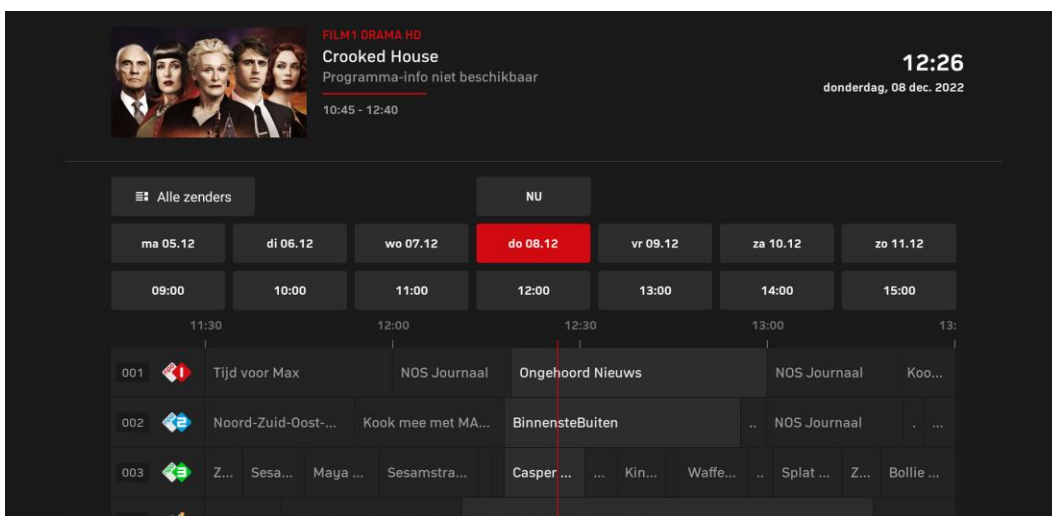 FILM1 DRAMA HD
Crooked House
Programma-info niet beschikbaar
10:45 - 12:40
12:26
donderdag, 08 dec. 2022
Alle zenders
NU
ma 05.12 di 06.12 wo 07.12 do 08.12 vr 09.12 za 10.12 zo 11.12
09:00 10:00 11:00 12:00 13:00 14:00 15:00
11:30 12:00 12:30 13:00 13:
001 1 Tijd voor Max NOS Journaal Ongehoord Nieuws NOS Journaal Koo...
002 2 Noord-Zuid-Oost-... Kook mee met MA... BinnensteBuiten .. NOS Journaal . ...
003 3 Z... Sesa... Maya ... Sesamstra... Casper ... ... Kin... Waffe... .. Splat ... Z... Bollie ...